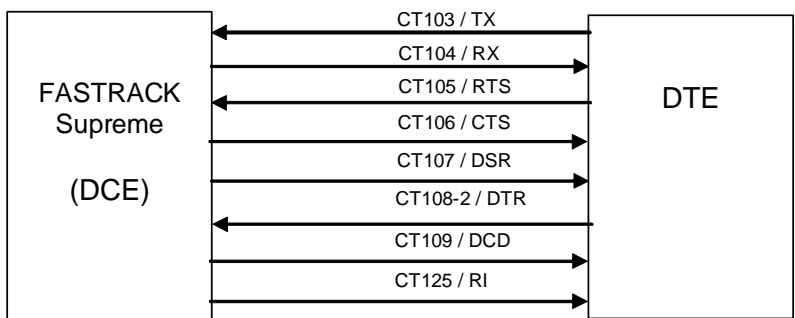 FASTRACK
Supreme
(DCE)
CT103 / TX
CT104 / RX
CT105 / RTS
CT106 / CTS
CT107 / DSR
CT108-2 / DTR
CT109 / DCD
CT125 / RI
DTE